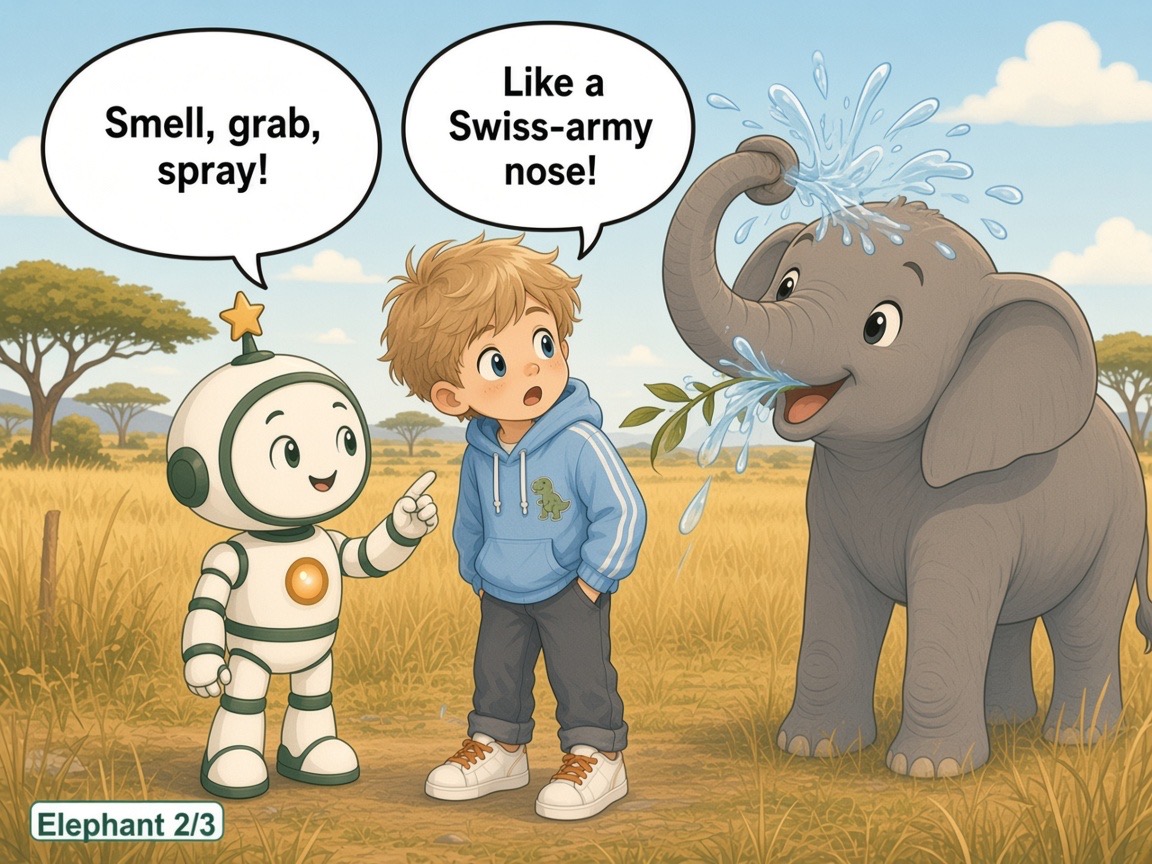 Smell, grab,
spray!
Like a
Swiss-army
nose!
Elephant 2/3